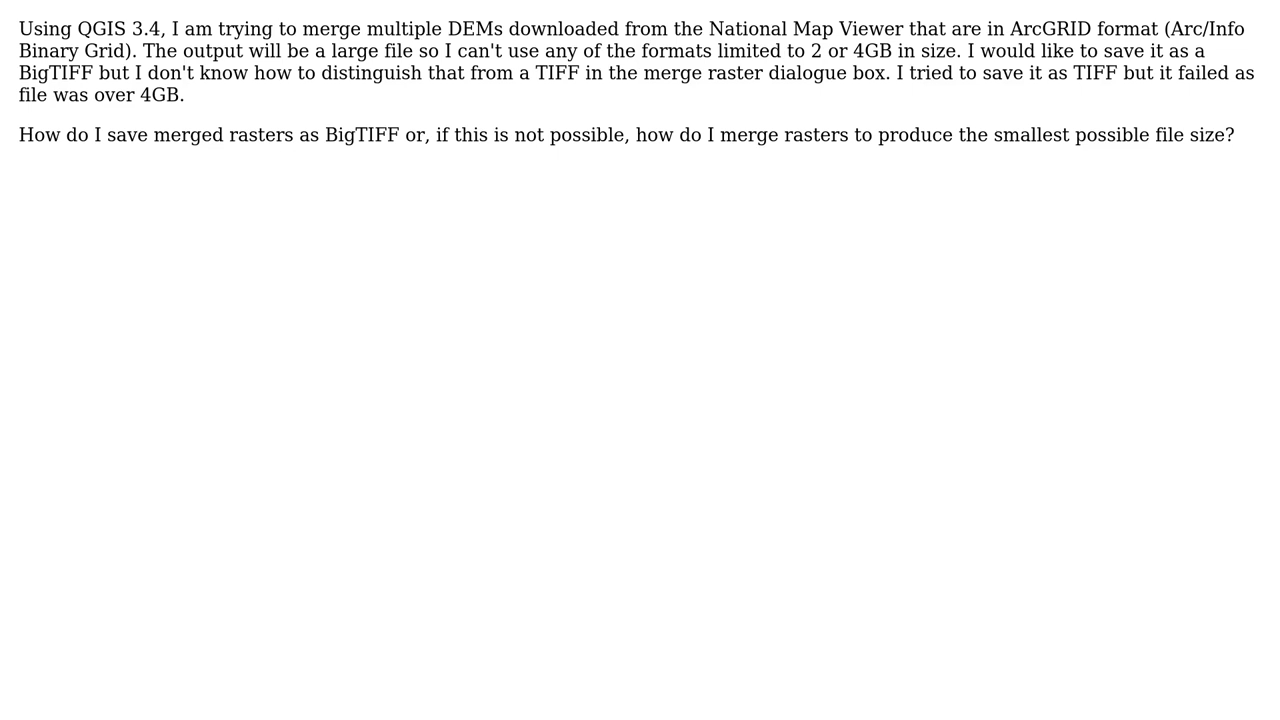 Using QGIS 3.4, I am trying to merge multiple DEMs downloaded from the National Map Viewer that are in ArcGRID format (Arc/Info
Binary Grid). The output will be a large file so I can't use any of the formats limited to 2 or 4GB in size. I would like to save it as a
BigTIFF but I don't know how to distinguish that from a TIFF in the merge raster dialogue box. I tried to save it as TIFF but it failed as
file was over 4GB.
How do I save merged rasters as BigTIFF or, if this is not possible, how do I merge rasters to produce the smallest possible file size?